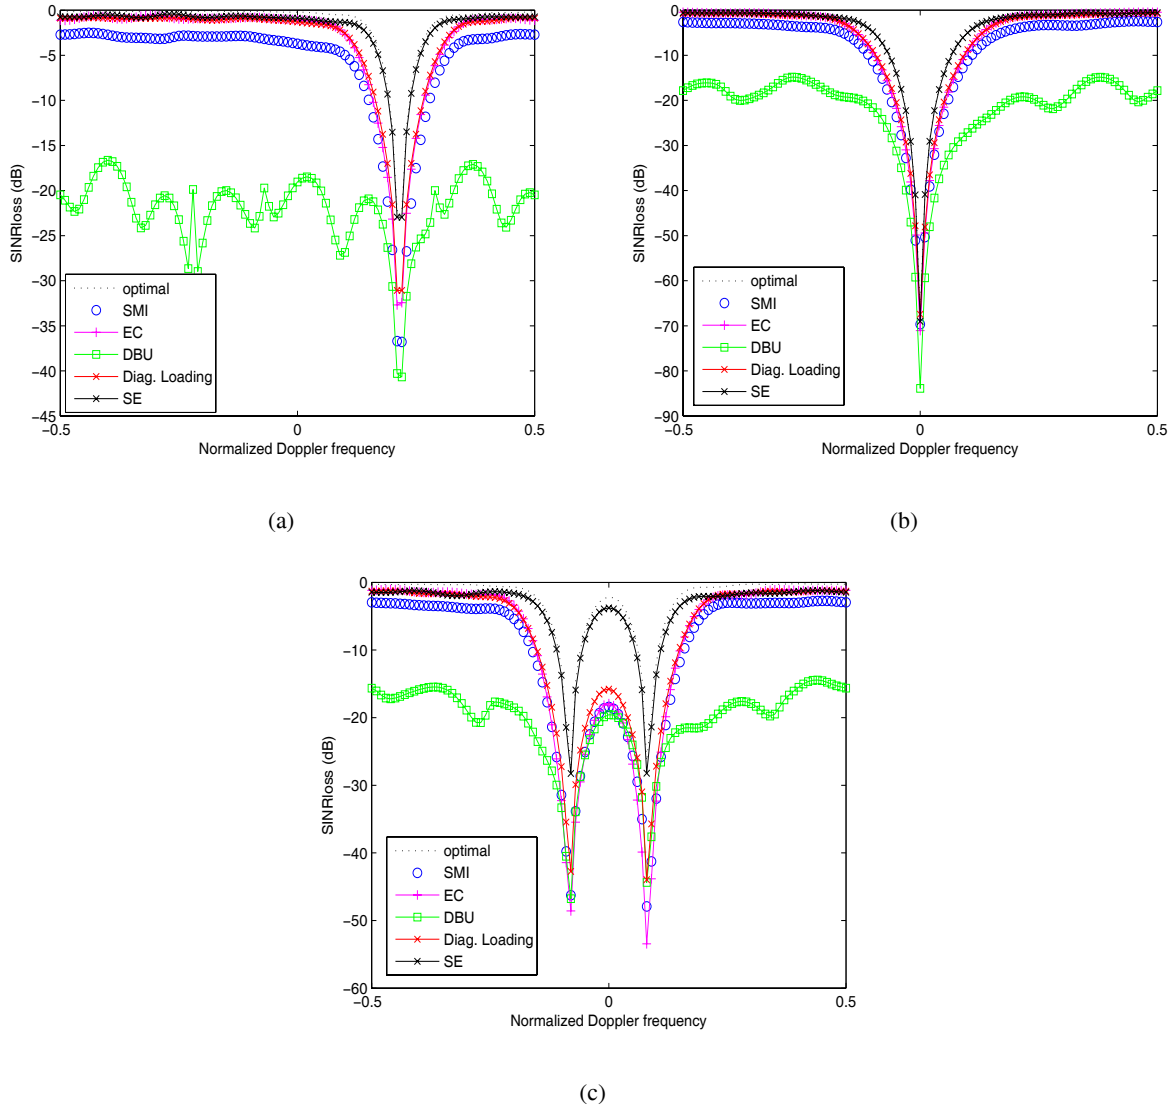 0
−5
−10
−15
−20
−25
−30
−35
−40
−45
SINRloss (dB)
optimal
SMI
EC
DBU
Diag. Loading
SE
−0.5
0
0.5
Normalized Doppler frequency
(a)
0
−10
−20
−30
−40
−50
−60
−70
−80
−90
SINRloss (dB)
optimal
SMI
EC
DBU
Diag. Loading
SE
−0.5
0
0.5
Normalized Doppler frequency
(b)
0
−10
−20
−30
−40
−50
−60
SINRloss (dB)
optimal
SMI
EC
DBU
Diag. Loading
SE
−0.5
0
0.5
Normalized Doppler frequency
(c)